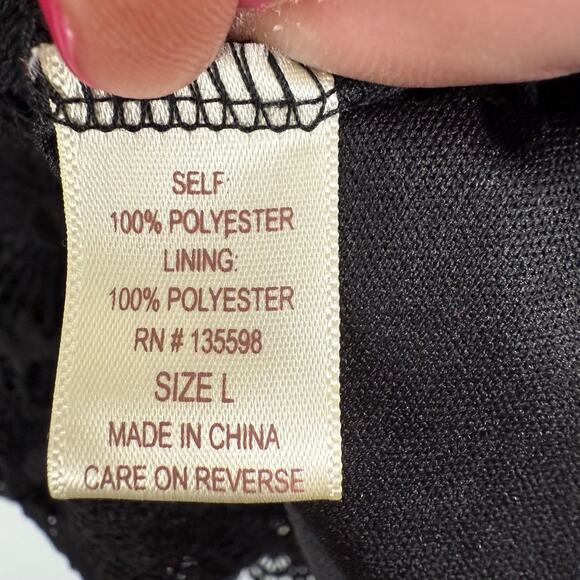 SELF:
100% POLYESTER
LINING:
100% POLYESTER
RN # 135598
SIZE L
MADE IN CHINA
CARE ON REVERSE